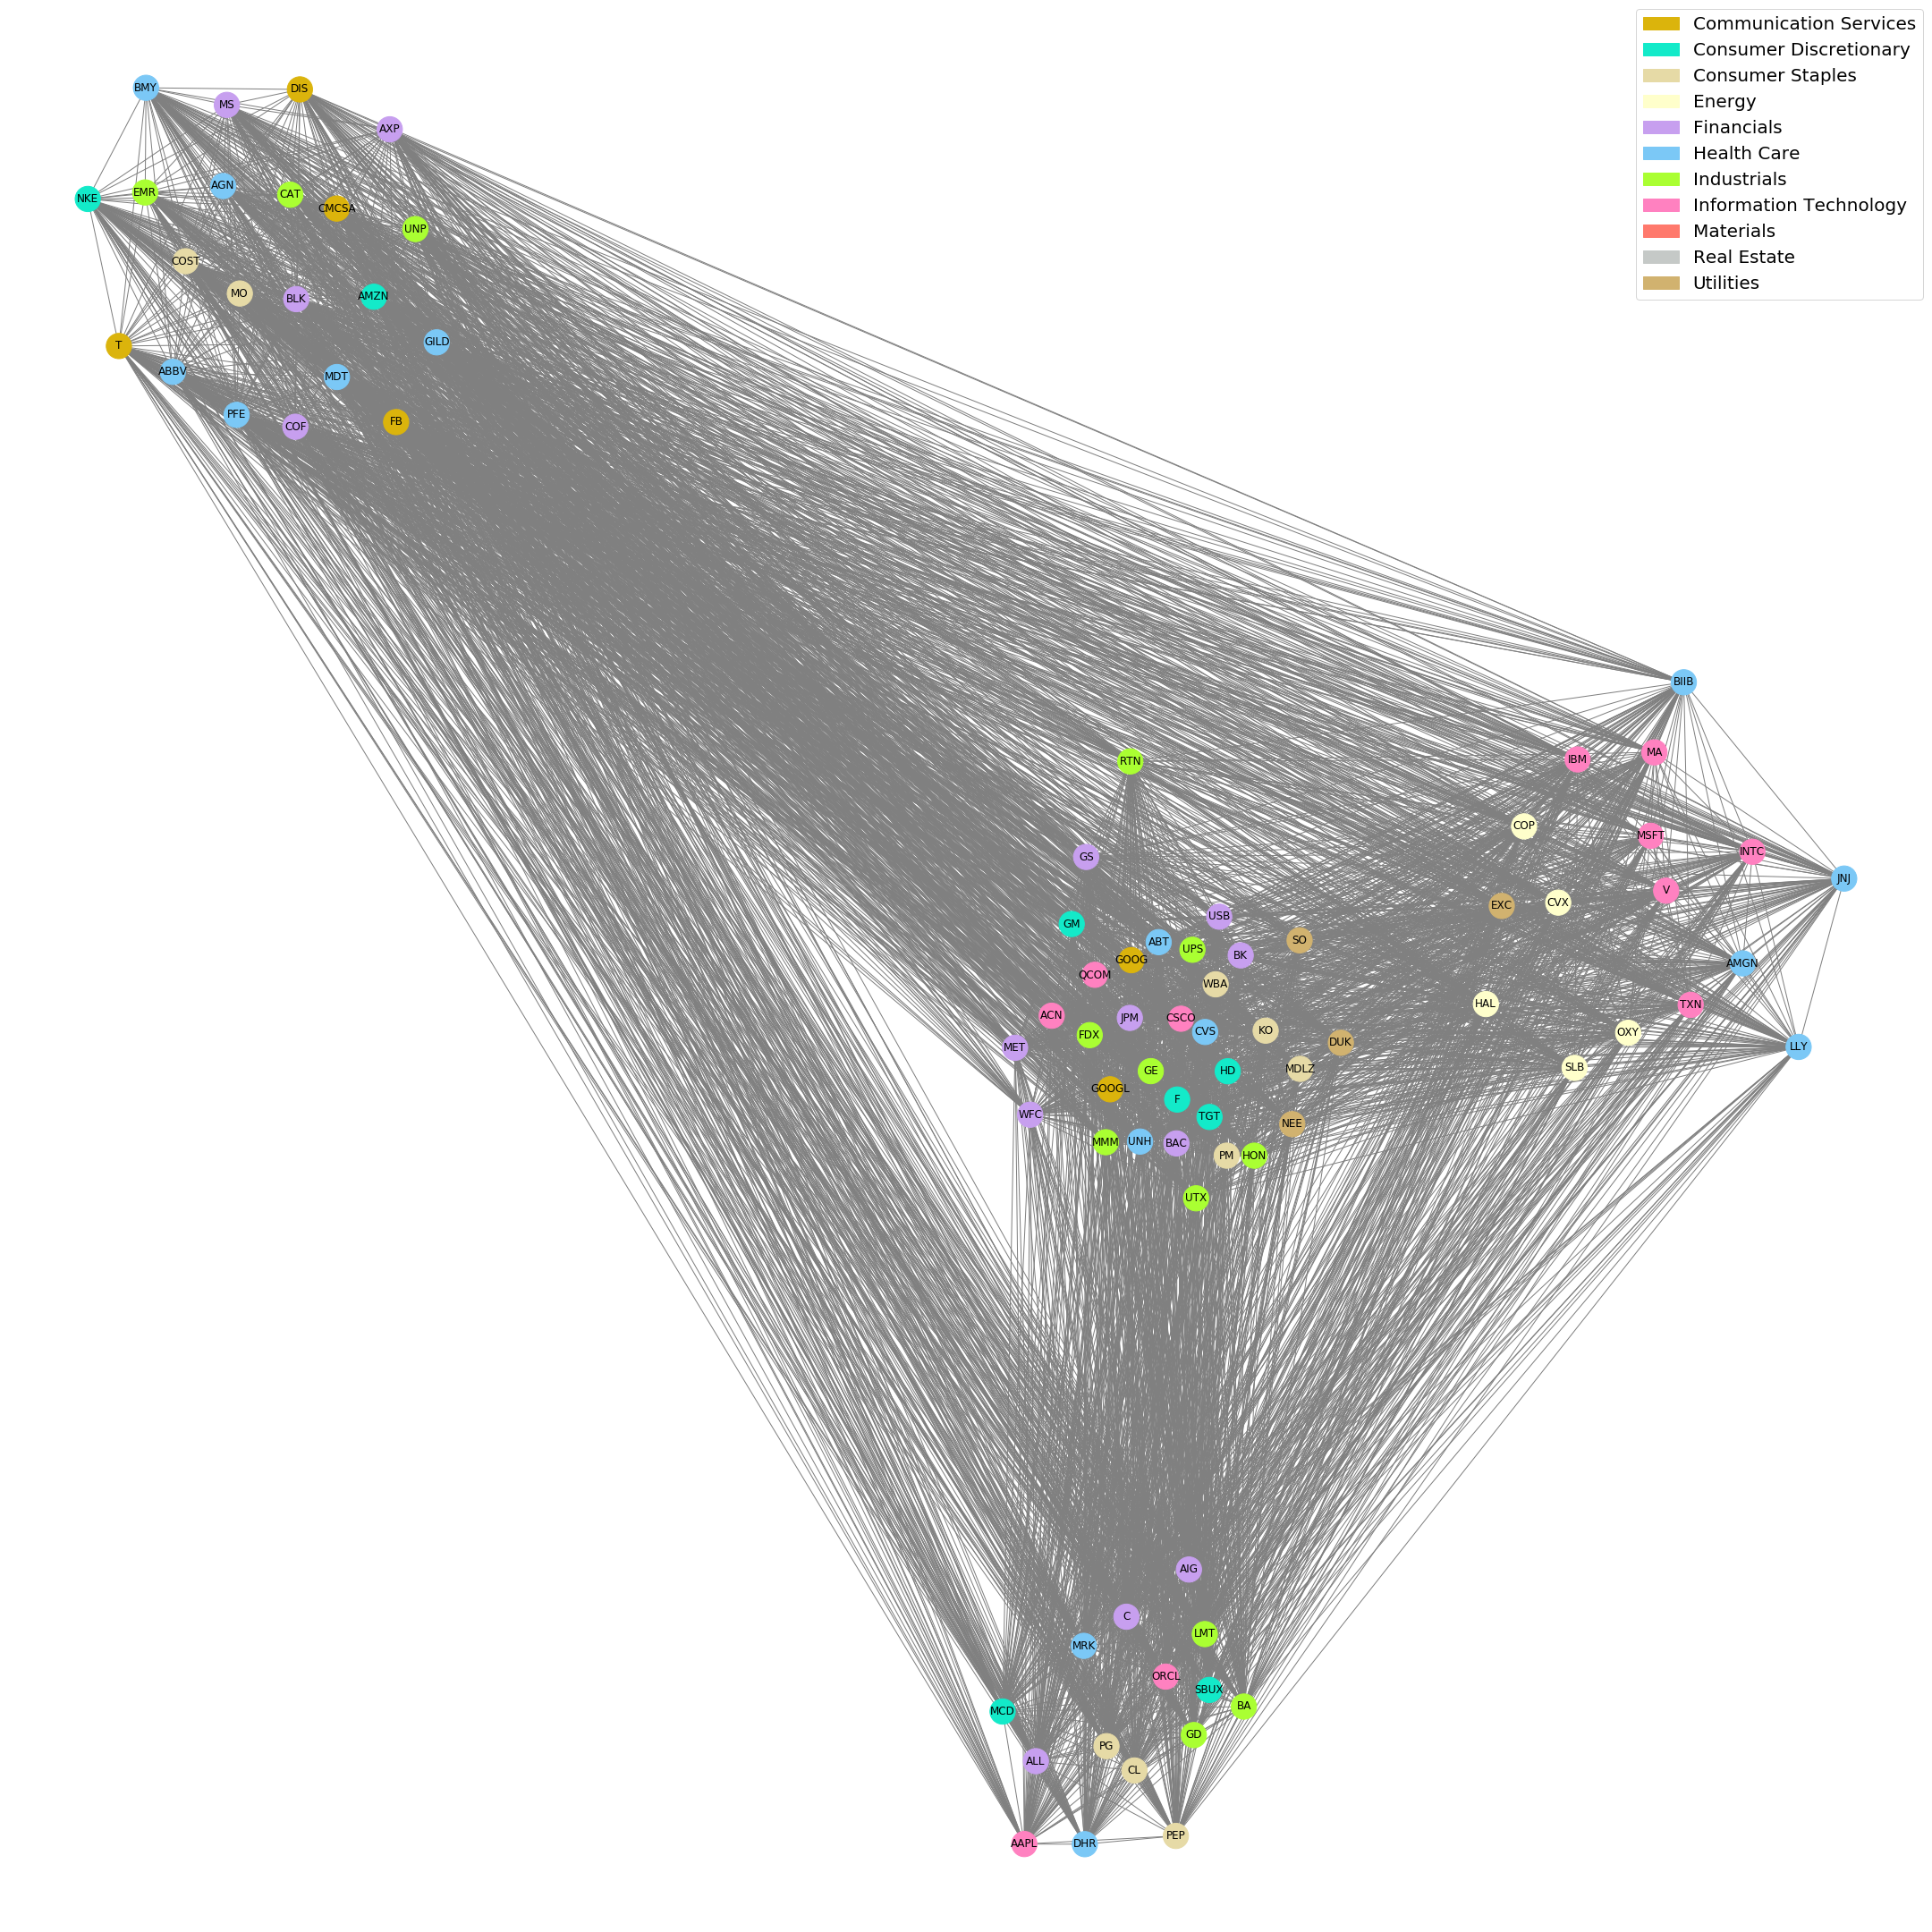 Communication Services
Consumer Discretionary
Consumer Staples
Energy
Financials
Health Care
Industrials
Information Technology
Materials
Real Estate
Utilities
BMY
DIS
MS
AXP
AGN
EMR
CAT
NKE
CMCSA
UNP
COST
MO
BLK
AMZN
GILD
T
ABBV
MDT
PFE
FB
COF
BIIB
MA
IBM
RTN
COP
MSFT
INTC
GS
JNJ
V
CVX
EXC
USB
GM
SO
ABT
UPS
BK
GOOG
AMGN
QCOM
WBA
HAL
TXN
ACN
JPM
CSCO
KO
CVS
OXY
FDX
DUK
MET
LLY
SLB
MDLZ
GE
HD
GOOGL
F
WFC
TGT
NEE
MMM
UNH
BAC
PM
HON
UTX
AIG
C
LMT
MRK
ORCL
SBUX
BA
MCD
GD
PG
ALL
CL
PEP
AAPL
DHR